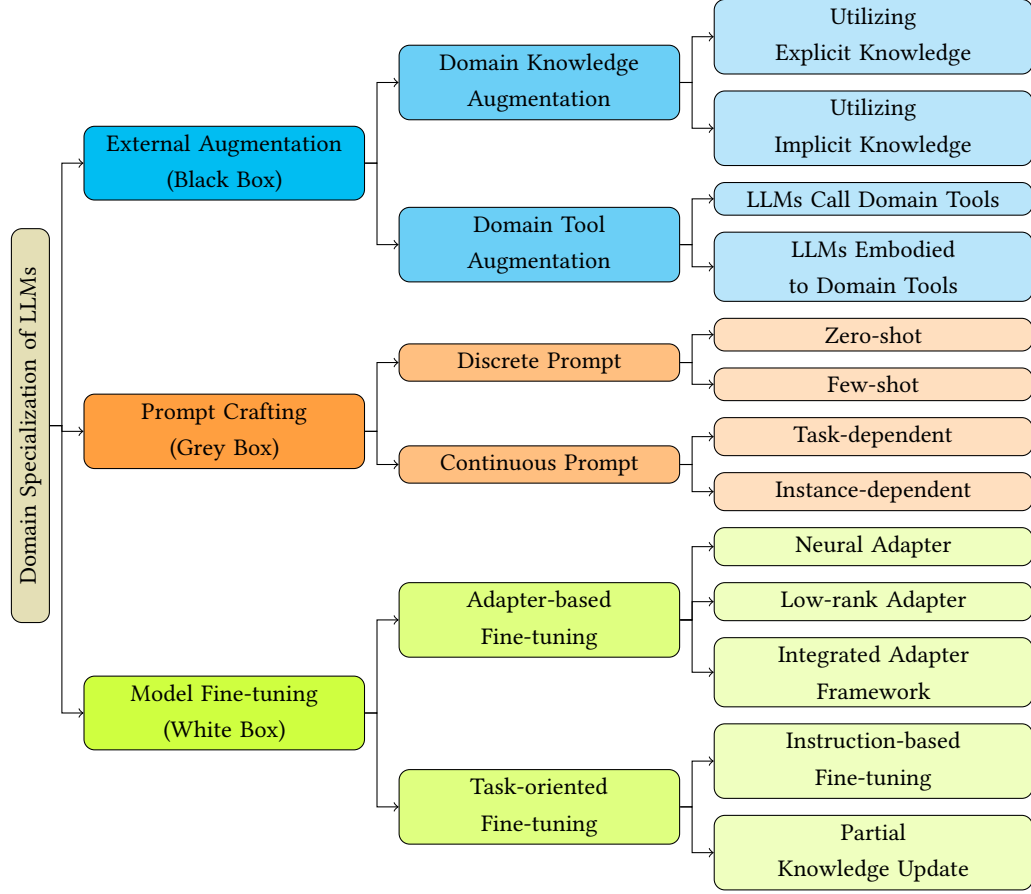 Domain Specialization of LLMs
External Augmentation
(Black Box)
Domain Knowledge
Augmentation
Utilizing
Explicit Knowledge
Utilizing
Implicit Knowledge
Domain Tool
Augmentation
LLMs Call Domain Tools
LLMs Embodied
to Domain Tools
Prompt Crafting
(Grey Box)
Discrete Prompt
Zero-shot
Few-shot
Continuous Prompt
Task-dependent
Instance-dependent
Model Fine-tuning
(White Box)
Adapter-based
Fine-tuning
Neural Adapter
Low-rank Adapter
Integrated Adapter
Framework
Task-oriented
Fine-tuning
Instruction-based
Fine-tuning
Partial
Knowledge Update